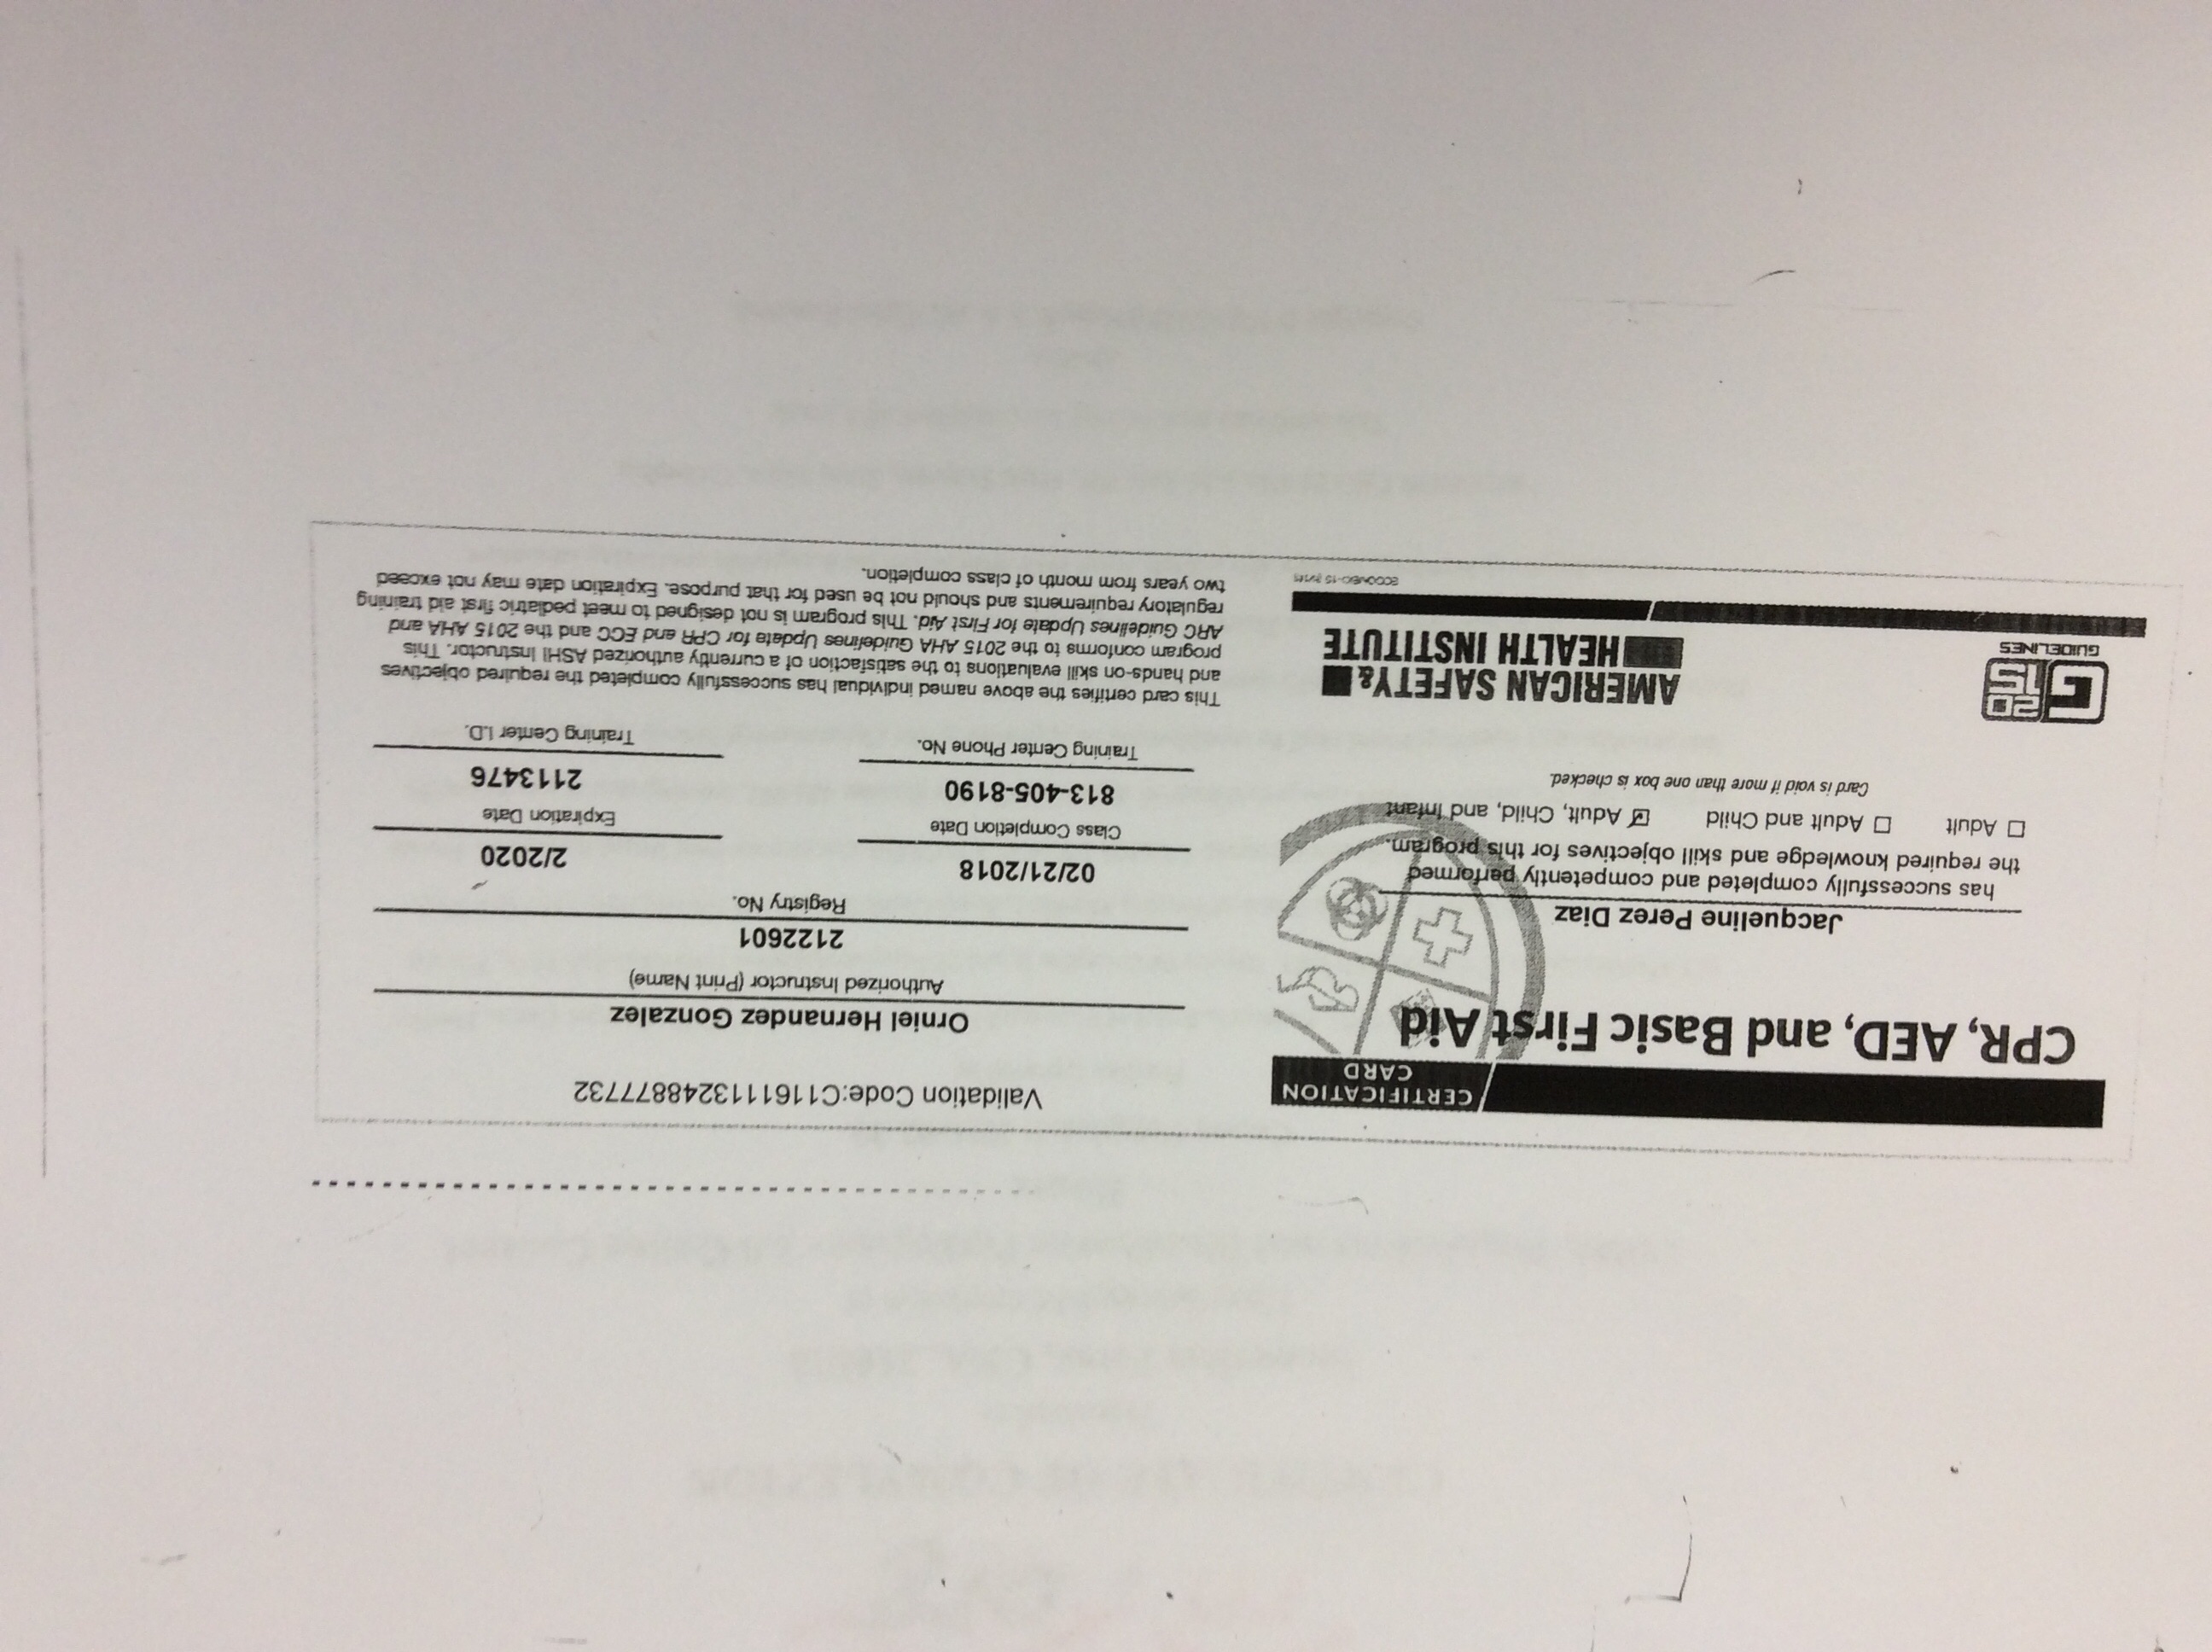 CERTIFICATION
CARD
CPR, AED, and Basic First Aid
Jacqueline Perez Diaz
has successfully completed and competently performed
the required knowledge and skill objectives for this program.
☐ Adult ☐ Adult and Child ☑ Adult, Child, and Infant
Card is void if more than one box is checked.
G 2015
GUIDELINES
AMERICAN SAFETY &
HEALTH INSTITUTE
Validation Code:C1161113248877732
Orniel Hernandez Gonzalez
Authorized Instructor (Print Name)
2122601
Registry No.
02/21/2018 2/2020
Class Completion Date Expiration Date
813-405-8190 2113476
Training Center Phone No. Training Center I.D.
This card certifies the above named individual has successfully completed the required objectives
and hands-on skill evaluations to the satisfaction of a currently authorized ASHI Instructor. This
program conforms to the 2015 AHA Guidelines Update for CPR and ECC and the 2015 AHA and
ARC Guidelines Update for First Aid. This program is not designed to meet pediatric first aid training
regulatory requirements and should not be used for that purpose. Expiration date may not exceed
two years from month of class completion.